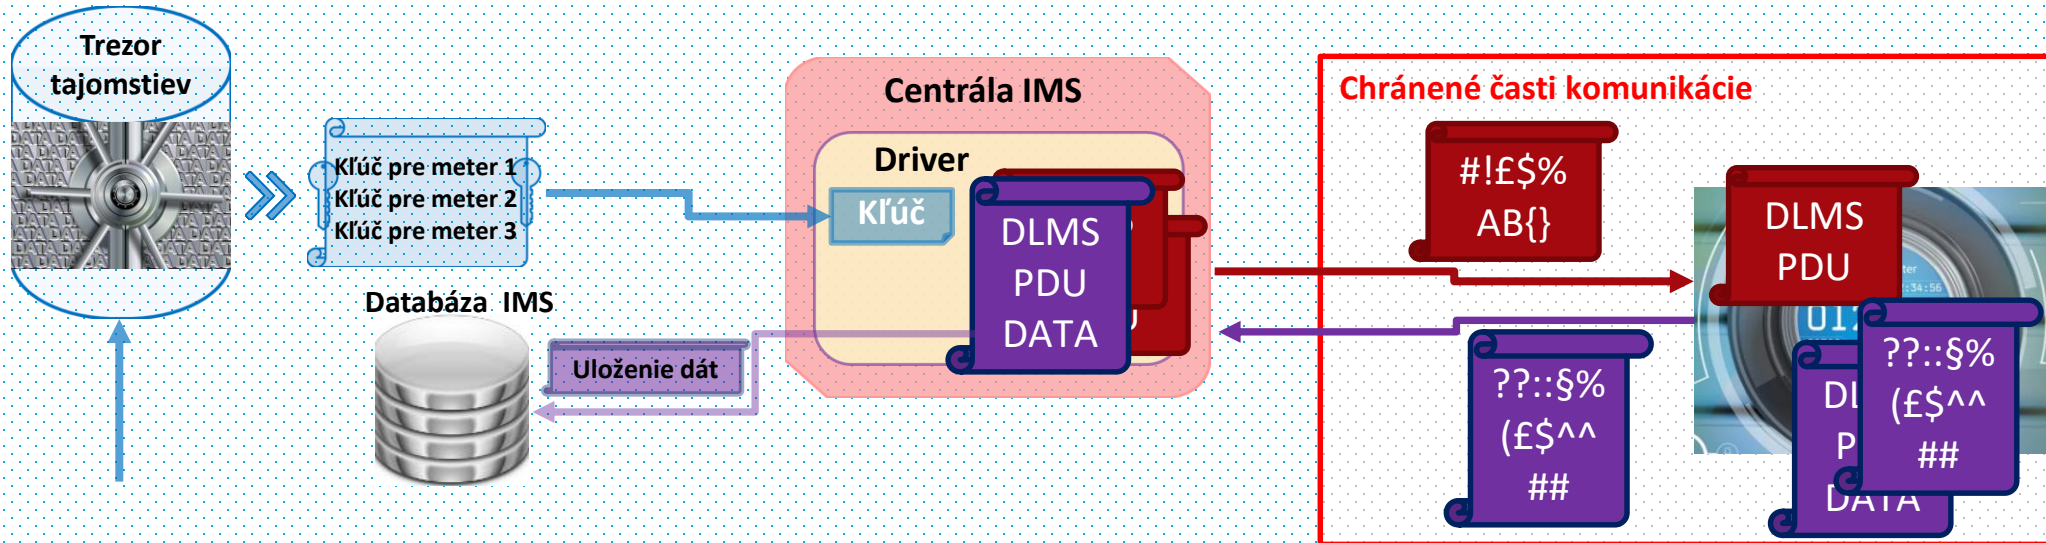 Trezor
tajomstiev
Kľúč pre meter 1
Kľúč pre meter 2
Kľúč pre meter 3
Databáza  IMS
Uloženie dát
Centrála IMS
Driver
Kľúč
DLMS
PDU
DATA
Chránené časti komunikácie
#!£$%
AB{}
DLMS
PDU
??::§%
(£$^^
##
??::§%
(£$^^
##
DATA